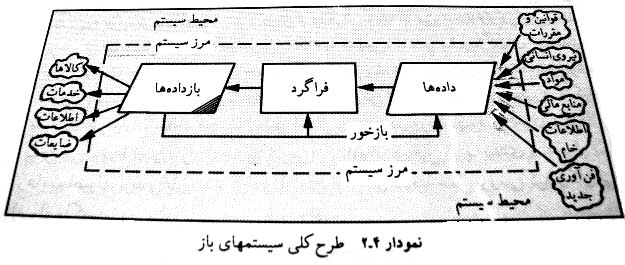 محیط سیستم
مرز سیستم
قوانین و
مقررات
نیروی انسانی
مواد
منابع مالی
اطلاعات
خام
فن آوری
جدید
داده‌ها
فراگرد
بازداده‌ها
کالاها
خدمات
اطلاعات
ضایعات
بازخور
مرز سیستم
محیط سیستم
نمودار ۲.۴ طرح کلی سیستمهای باز